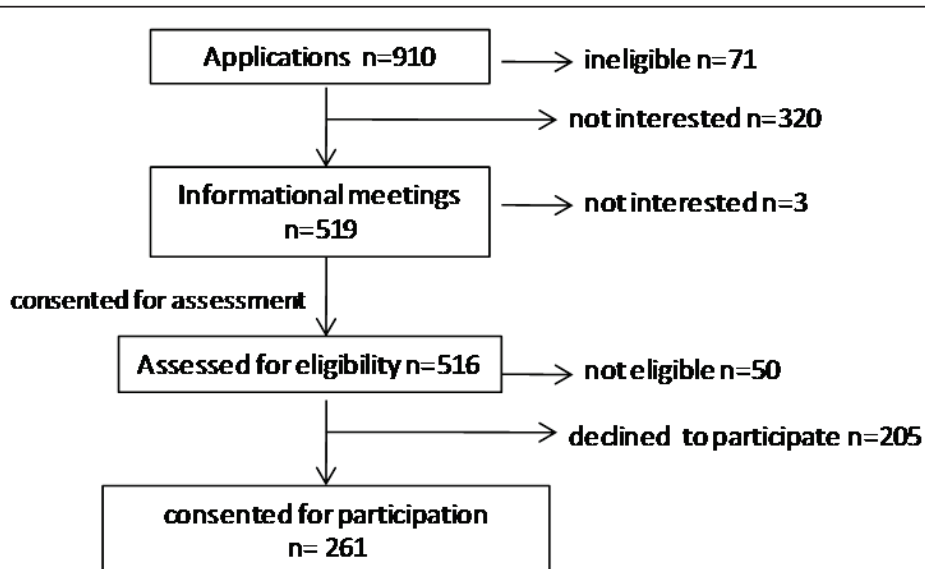 Applications n=910
ineligible n=71
not interested n=320
Informational meetings
n=519
not interested n=3
consented for assessment
Assessed for eligibility n=516
not eligible n=50
declined to participate n=205
consented for participation
n= 261